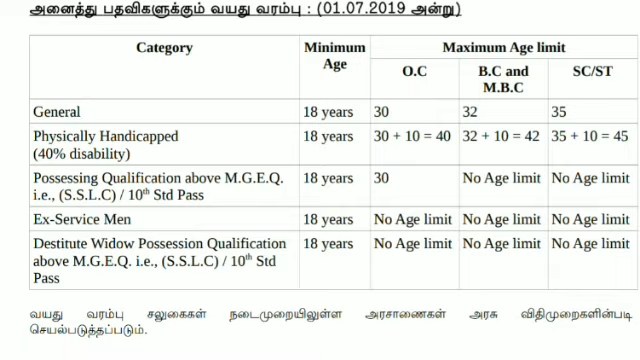 அனைத்து பதவிகளுக்கும் வயது வரம்பு : (01.07.2019 அன்று)
Category Minimum Age Maximum Age limit
O.C B.C and M.B.C SC/ST
General 18 years 30 32 35
Physically Handicapped 18 years 30 + 10 = 40 32 + 10 = 42 35 + 10 = 45
(40% disability)
Possessing Qualification above M.G.E.Q. 18 years 30 No Age limit No Age limit
i.e., (S.S.L.C) / 10th Std Pass
Ex-Service Men 18 years No Age limit No Age limit No Age limit
Destitute Widow Possession Qualification 18 years No Age limit No Age limit No Age limit
above M.G.E.Q. i.e., (S.S.L.C) / 10th Std
Pass
வயது வரம்பு சலுகைகள் நடைமுறையிலுள்ள அரசாணைகள் அரசு விதிமுறைகளின்படி
செயல்படுத்தப்படும்.